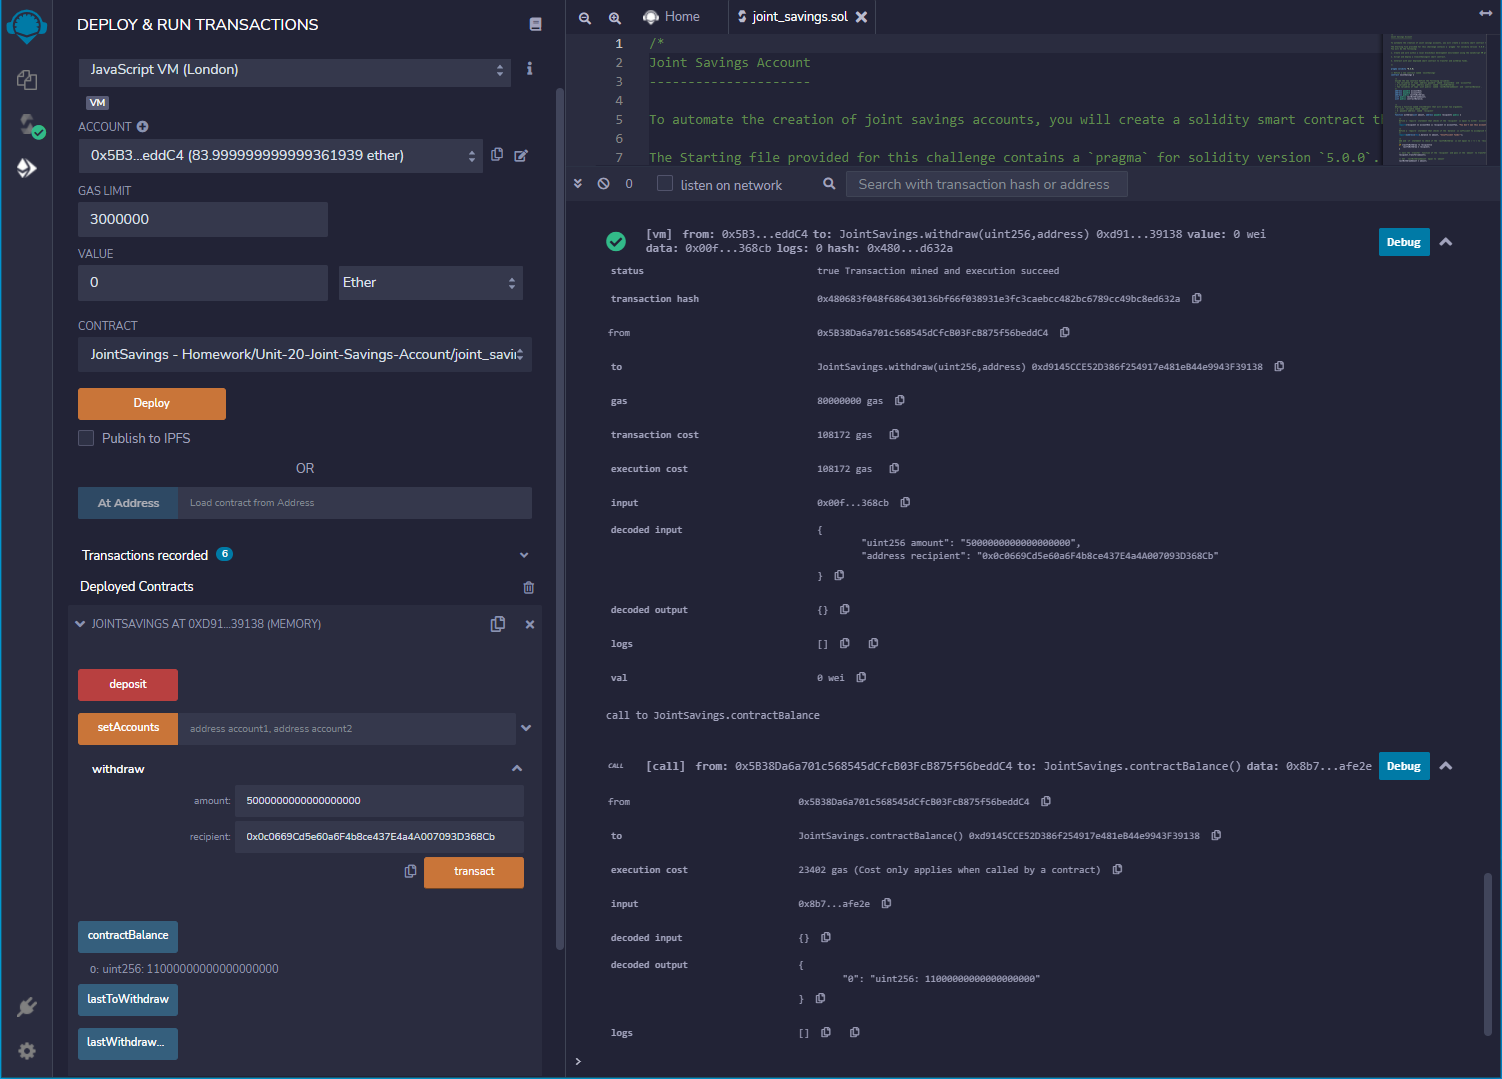 DEPLOY & RUN TRANSACTIONS
JavaScript VM (London)
VM
ACCOUNT
0x5B3...eddC4 (83.999999999999361939 ether)
GAS LIMIT
3000000
VALUE
0
Ether
CONTRACT
JointSavings - Homework/Unit-20-Joint-Savings-Account/joint_savin
Deploy
Publish to IPFS
OR
At Address
Load contract from Address
Transactions recorded 6
Deployed Contracts
JOINTSAVINGS AT 0XD91...39138 (MEMORY)
deposit
setAccounts
address account1, address account2
withdraw
amount: 5000000000000000000
recipient: 0x0c0669Cd5e60a6F4b8ce437E4a4A007093D368Cb
transact
contractBalance
0: uint256: 11000000000000000000
lastToWithdraw
lastWithdraw...
Home
joint_savings.sol
1 /*
2 Joint Savings Account
3 ---------------------
4
5 To automate the creation of joint savings accounts, you will create a solidity smart contract th
6
7 The Starting file provided for this challenge contains a `pragma` for solidity version `5.0.0`.
0
listen on network
Search with transaction hash or address
[vm] from: 0x5B3...eddC4 to: JointSavings.withdraw(uint256,address) 0xd91...39138 value: 0 wei
data: 0x00f...368cb logs: 0 hash: 0x480...d632a
Debug
status true Transaction mined and execution succeed
transaction hash 0x480683f048f686430136bf66f038931e3fc3caebcc482bc6789cc49bc8ed632a
from 0x5B38Da6a701c568545dCfcB03FcB875f56beddC4
to JointSavings.withdraw(uint256,address) 0xd9145CCE52D386f254917e481eB44e9943F39138
gas 80000000 gas
transaction cost 108172 gas
execution cost 108172 gas
input 0x00f...368cb
decoded input {
"uint256 amount": "5000000000000000000",
"address recipient": "0x0c0669Cd5e60a6F4b8ce437E4a4A007093D368Cb"
}
decoded output {}
logs []
val 0 wei
call to JointSavings.contractBalance
CALL [call] from: 0x5B38Da6a701c568545dCfcB03FcB875f56beddC4 to: JointSavings.contractBalance() data: 0x8b7...afe2e
Debug
from 0x5B38Da6a701c568545dCfcB03FcB875f56beddC4
to JointSavings.contractBalance() 0xd9145CCE52D386f254917e481eB44e9943F39138
execution cost 23402 gas (Cost only applies when called by a contract)
input 0x8b7...afe2e
decoded input {}
decoded output {
"0": "uint256: 11000000000000000000"
}
logs []
>